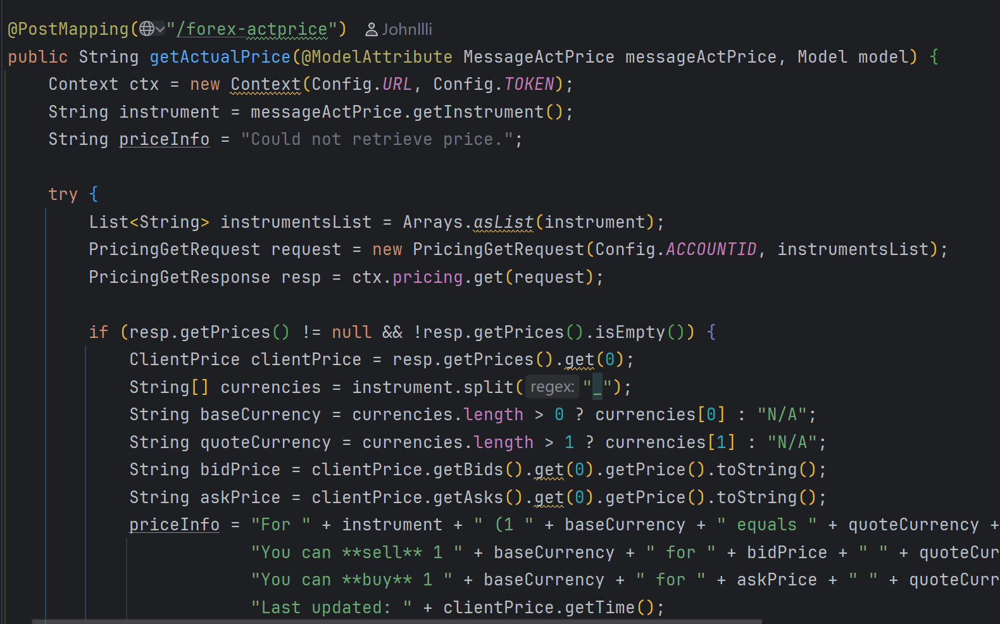 @PostMapping("/forex-actprice") Johnllli
public String getActualPrice(@ModelAttribute MessageActPrice messageActPrice, Model model) {
    Context ctx = new Context(Config.URL, Config.TOKEN);
    String instrument = messageActPrice.getInstrument();
    String priceInfo = "Could not retrieve price.";
    try {
        List<String> instrumentsList = Arrays.asList(instrument);
        PricingGetRequest request = new PricingGetRequest(Config.ACCOUNTID, instrumentsList);
        PricingGetResponse resp = ctx.pricing.get(request);
        if (resp.getPrices() != null && !resp.getPrices().isEmpty()) {
            ClientPrice clientPrice = resp.getPrices().get(0);
            String[] currencies = instrument.split( regex: "_");
            String baseCurrency = currencies.length > 0 ? currencies[0] : "N/A";
            String quoteCurrency = currencies.length > 1 ? currencies[1] : "N/A";
            String bidPrice = clientPrice.getBids().get(0).getPrice().toString();
            String askPrice = clientPrice.getAsks().get(0).getPrice().toString();
            priceInfo = "For " + instrument + " (1 " + baseCurrency + " equals " + quoteCurrency +
                        "You can **sell** 1 " + baseCurrency + " for " + bidPrice + " " + quoteCur
                        "You can **buy** 1 " + baseCurrency + " for " + askPrice + " " + quoteCurr
                        "Last updated: " + clientPrice.getTime();